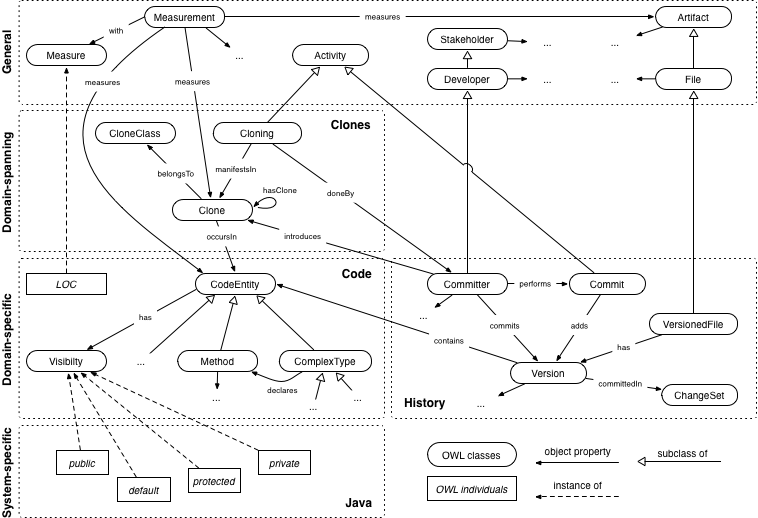 General
Measurement
measures
Artifact
with
Measure
...
Activity
Stakeholder
...
...
measures
measures
Developer
...
...
File
Domain-spanning
Clones
CloneClass
Cloning
belongsTo
manifestsIn
hasClone
doneBy
Clone
occursIn
introduces
Domain-specific
Code
LOC
CodeEntity
Committer
performs
Commit
has
...
commits
adds
VersionedFile
contains
has
Visibilty
...
Method
ComplexType
Version
...
declares
...
...
committedIn
ChangeSet
History
...
System-specific
public
default
protected
private
Java
OWL classes
object property
subclass of
OWL individuals
instance of